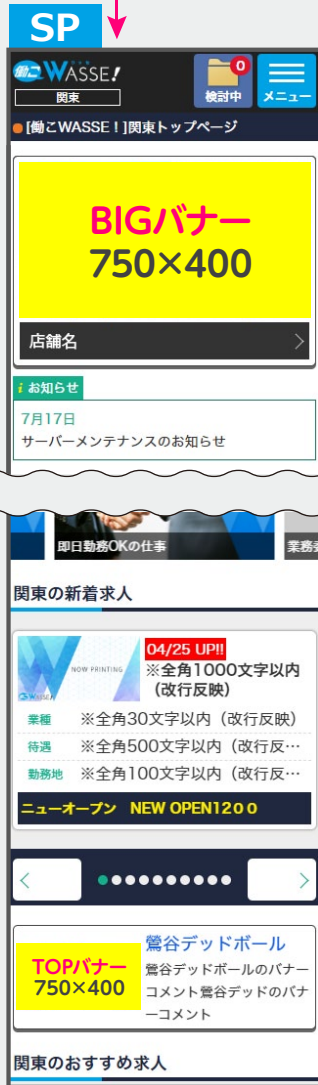 SP
働こWASSE!
関東
0
検討中
メニュー
[働こWASSE！]関東トップページ
BIGバナー
750×400
店舗名
i お知らせ
7月17日
サーバーメンテナンスのお知らせ
即日勤務OKの仕事
業務
関東の新着求人
NOW PRINTING
働こWASSE!
04/25 UP!!
※全角1000文字以内
（改行反映）
業種 ※全角30文字以内（改行反映）
待遇 ※全角500文字以内（改行反…
勤務地 ※全角100文字以内（改行反…
ニューオープン NEW OPEN1２００
TOPバナー
750×400
鶯谷デッドボール
鶯谷デッドボールのバナー
コメント鶯谷デッドのバナ
ーコメント
関東のおすすめ求人